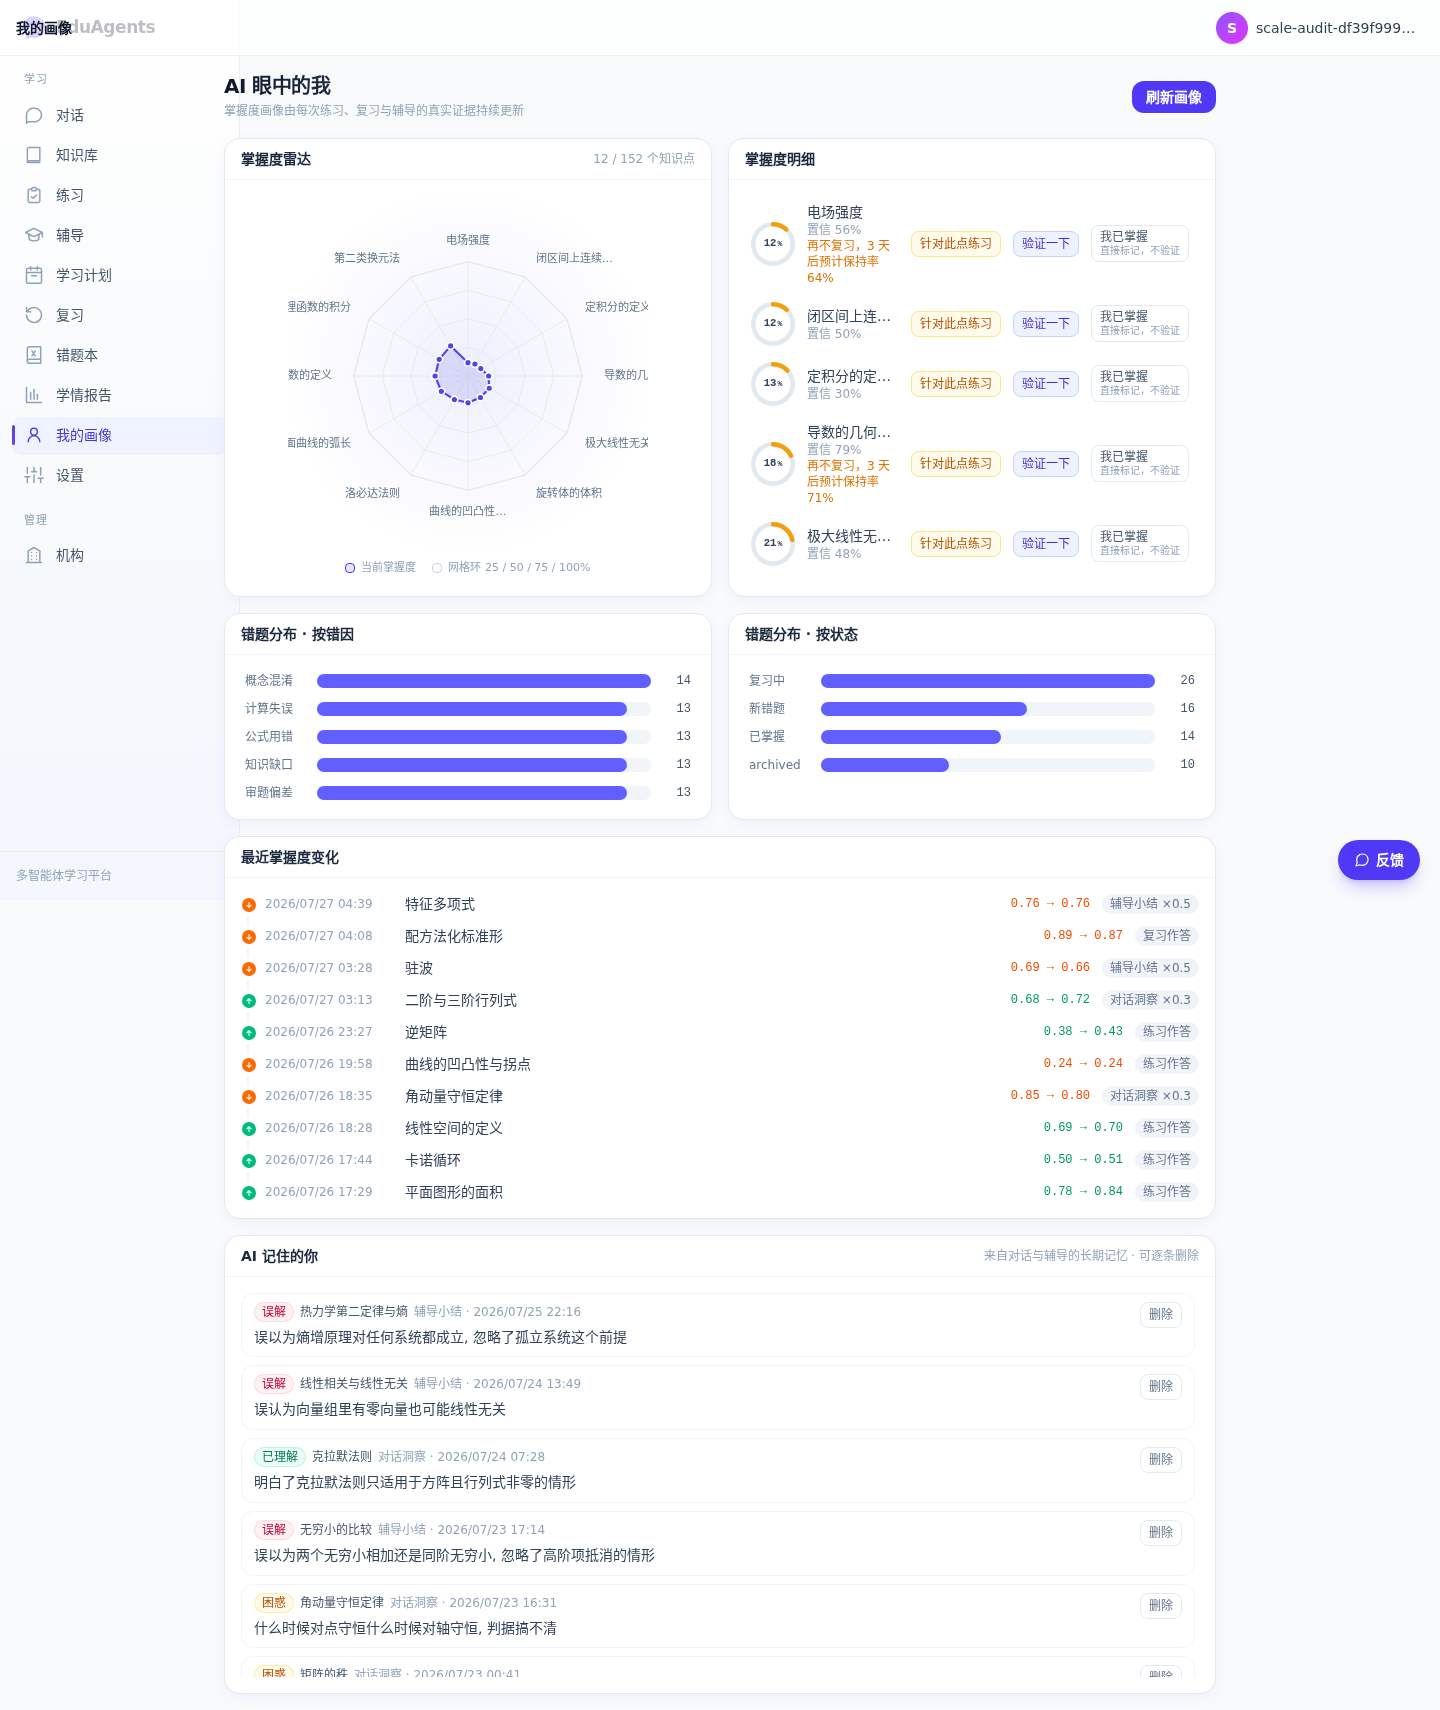 我的画像
EduAgents
S
scale-audit-df39f999...
学习
对话
知识库
练习
辅导
学习计划
复习
错题本
学情报告
我的画像
设置
管理
机构
多智能体学习平台
AI 眼中的我
掌握度画像由每次练习、复习与辅导的真实证据持续更新
刷新画像
掌握度雷达
12 / 152 个知识点
电场强度
闭区间上连续…
定积分的定义
导数的几
极大线性无关
旋转体的体积
曲线的凹凸性…
洛必达法则
面曲线的弧长
数的定义
理函数的积分
第二类换元法
当前掌握度
网格环 25 / 50 / 75 / 100%
掌握度明细
12%
电场强度
置信 56%
再不复习，3 天
后预计保持率
64%
针对此点练习
验证一下
我已掌握
直接标记，不验证
12%
闭区间上连…
置信 50%
针对此点练习
验证一下
我已掌握
直接标记，不验证
13%
定积分的定…
置信 30%
针对此点练习
验证一下
我已掌握
直接标记，不验证
18%
导数的几何…
置信 79%
再不复习，3 天
后预计保持率
71%
针对此点练习
验证一下
我已掌握
直接标记，不验证
21%
极大线性无…
置信 48%
针对此点练习
验证一下
我已掌握
直接标记，不验证
错题分布 · 按错因
概念混淆 14
计算失误 13
公式用错 13
知识缺口 13
审题偏差 13
错题分布 · 按状态
复习中 26
新错题 16
已掌握 14
archived 10
反馈
最近掌握度变化
2026/07/27 04:39 特征多项式 0.76 → 0.76 辅导小结 ×0.5
2026/07/27 04:08 配方法化标准形 0.89 → 0.87 复习作答
2026/07/27 03:28 驻波 0.69 → 0.66 辅导小结 ×0.5
2026/07/27 03:13 二阶与三阶行列式 0.68 → 0.72 对话洞察 ×0.3
2026/07/26 23:27 逆矩阵 0.38 → 0.43 练习作答
2026/07/26 19:58 曲线的凹凸性与拐点 0.24 → 0.24 练习作答
2026/07/26 18:35 角动量守恒定律 0.85 → 0.80 对话洞察 ×0.3
2026/07/26 18:28 线性空间的定义 0.69 → 0.70 练习作答
2026/07/26 17:44 卡诺循环 0.50 → 0.51 练习作答
2026/07/26 17:29 平面图形的面积 0.78 → 0.84 练习作答
AI 记住的你
来自对话与辅导的长期记忆 · 可逐条删除
误解 热力学第二定律与熵 辅导小结 · 2026/07/25 22:16
删除
误以为熵增原理对任何系统都成立, 忽略了孤立系统这个前提
误解 线性相关与线性无关 辅导小结 · 2026/07/24 13:49
删除
误认为向量组里有零向量也可能线性无关
已理解 克拉默法则 对话洞察 · 2026/07/24 07:28
删除
明白了克拉默法则只适用于方阵且行列式非零的情形
误解 无穷小的比较 辅导小结 · 2026/07/23 17:14
删除
误以为两个无穷小相加还是同阶无穷小, 忽略了高阶项抵消的情形
困惑 角动量守恒定律 对话洞察 · 2026/07/23 16:31
删除
什么时候对点守恒什么时候对轴守恒, 判据搞不清
困惑 矩阵的秩 对话洞察 · 2026/07/23 00:41
删除